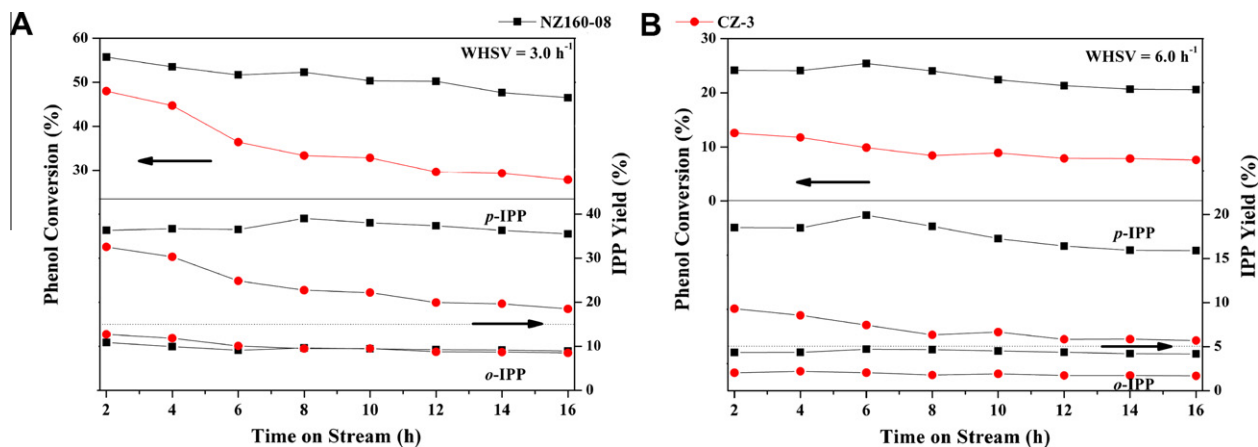 A
NZ160-08
CZ-3
B
60
50
40
30
Phenol Conversion (%)
WHSV = 3.0 h⁻¹
p-IPP
o-IPP
40
30
20
10
0
IPP Yield (%)
2 4 6 8 10 12 14 16
Time on Stream (h)
30
20
10
0
Phenol Conversion (%)
WHSV = 6.0 h⁻¹
p-IPP
o-IPP
20
15
10
5
0
IPP Yield (%)
2 4 6 8 10 12 14 16
Time on Stream (h)